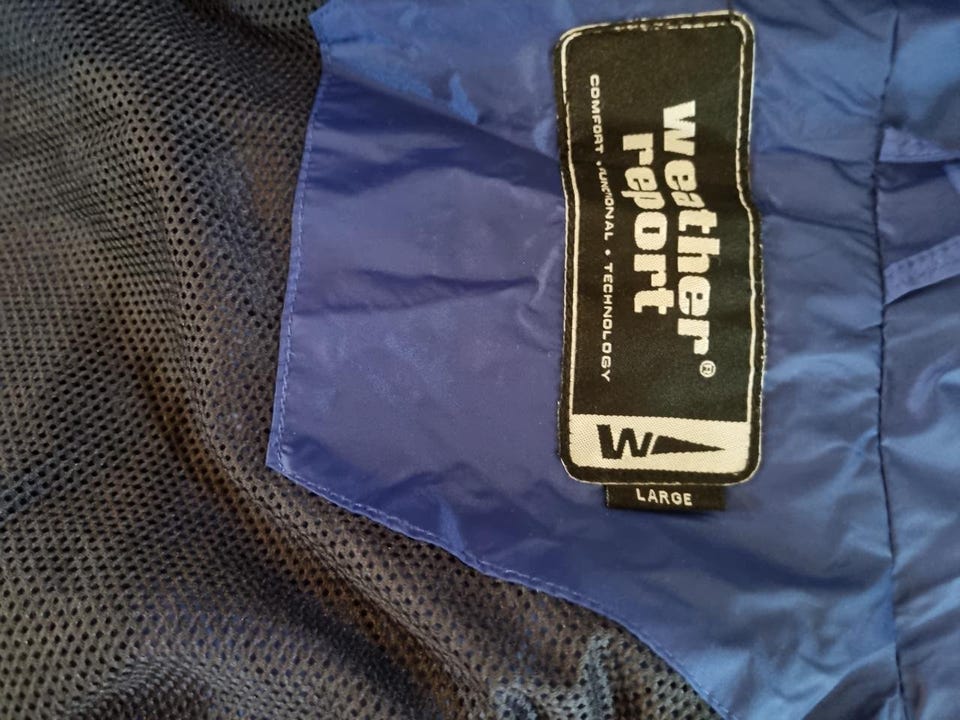 weather®
report
COMFORT • FUNCTIONAL • TECHNOLOGY
W
LARGE